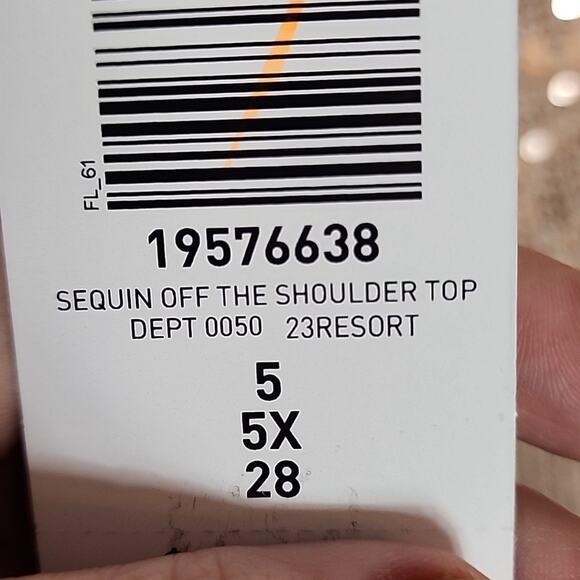 FL_61
19576638
SEQUIN OFF THE SHOULDER TOP
DEPT 0050 23RESORT
5
5X
28